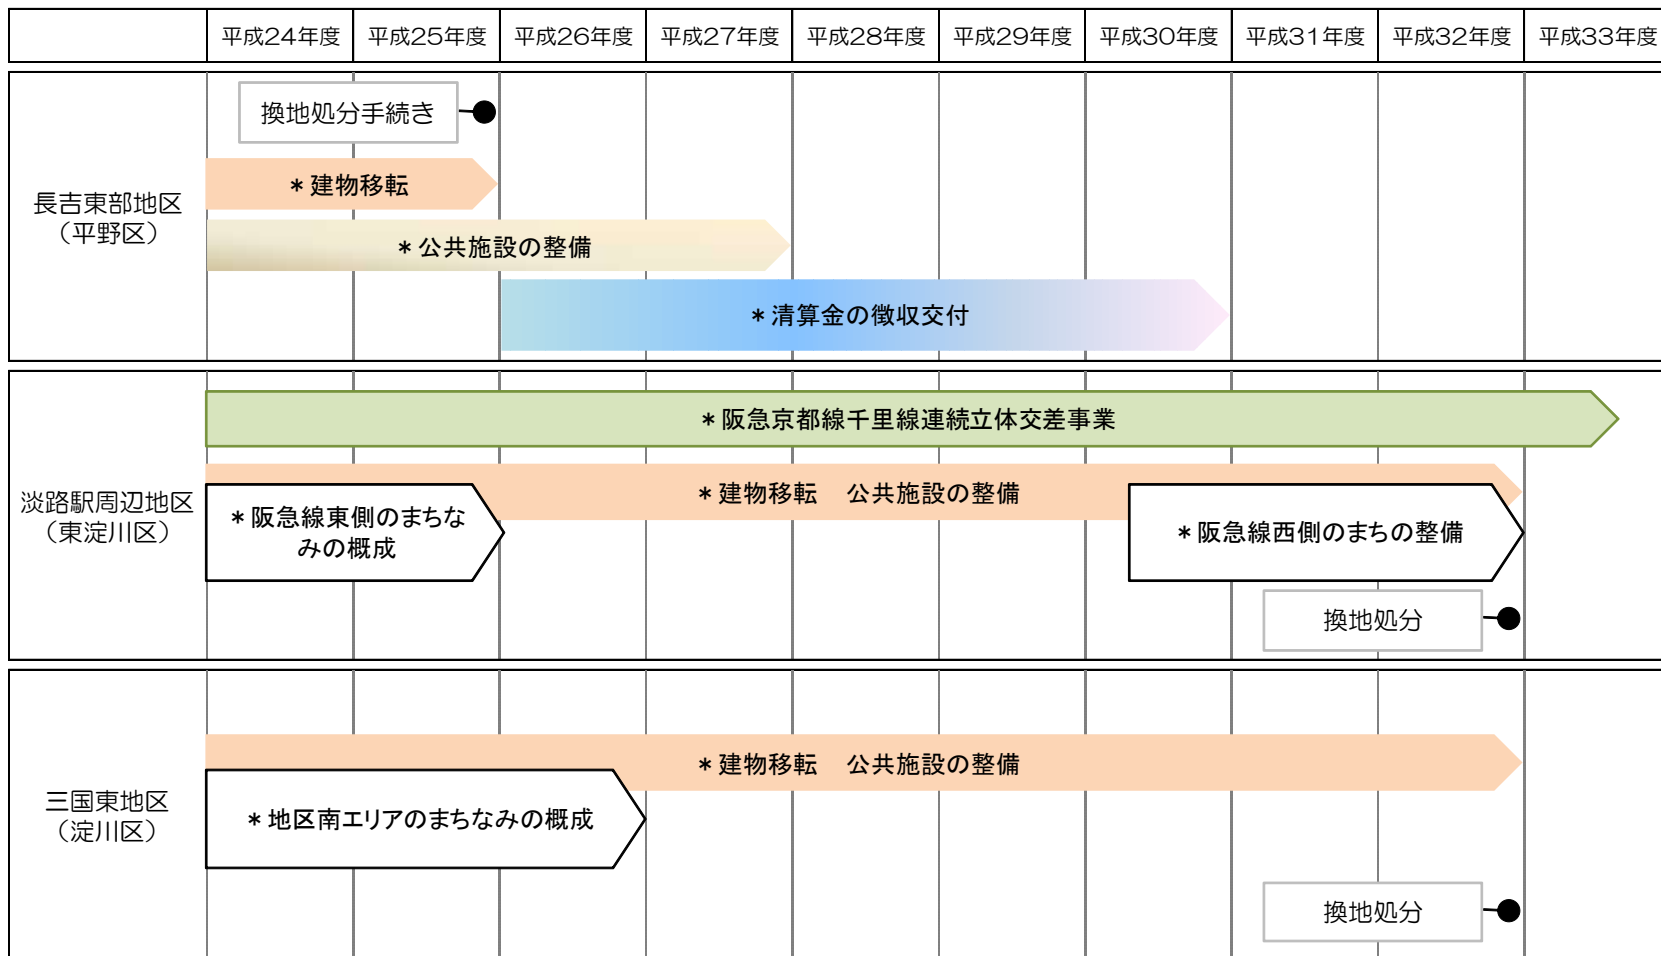 平成24年度 平成25年度 平成26年度 平成27年度 平成28年度 平成29年度 平成30年度 平成31年度 平成32年度 平成33年度
長吉東部地区
（平野区）
換地処分手続き
＊建物移転
＊公共施設の整備
＊清算金の徴収交付
淡路駅周辺地区
（東淀川区）
＊阪急京都線千里線連続立体交差事業
＊建物移転　公共施設の整備
＊阪急線東側のまちな
みの概成
＊阪急線西側のまちの整備
換地処分
三国東地区
（淀川区）
＊建物移転　公共施設の整備
＊地区南エリアのまちなみの概成
換地処分